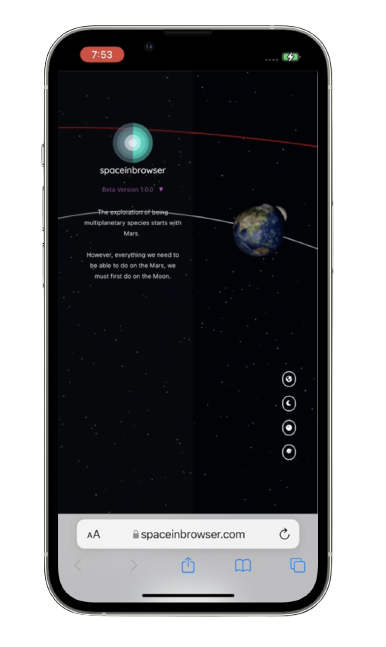 7:53
spaceinbrowser
Beta Version 1.0.0 ▼
The exploration of being
multiplanetary species starts with
Mars.
However, everything we need to
be able to do on the Mars, we
must first do on the Moon.
AA
spaceinbrowser.com